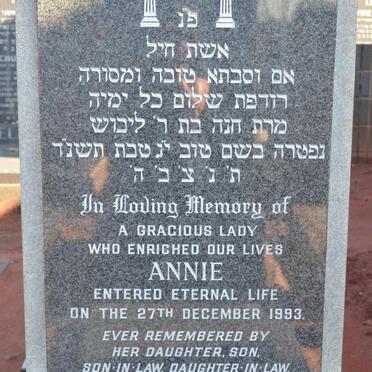 פ נ
אשת חיל
אם וסבתא טובה ומסורה
רודפת שלום כל ימיה
מרת חנה בת ר׳ ליבוש
נפטרה בשם טוב י״ג טבת תשנ״ד
ת׳ נ׳ צ׳ ב׳ ה׳
In Loving Memory of
A GRACIOUS LADY
WHO ENRICHED OUR LIVES
ANNIE
ENTERED ETERNAL LIFE
ON THE 27TH DECEMBER 1993.
EVER REMEMBERED BY
HER DAUGHTER, SON,
SON-IN-LAW, DAUGHTER-IN-LAW,